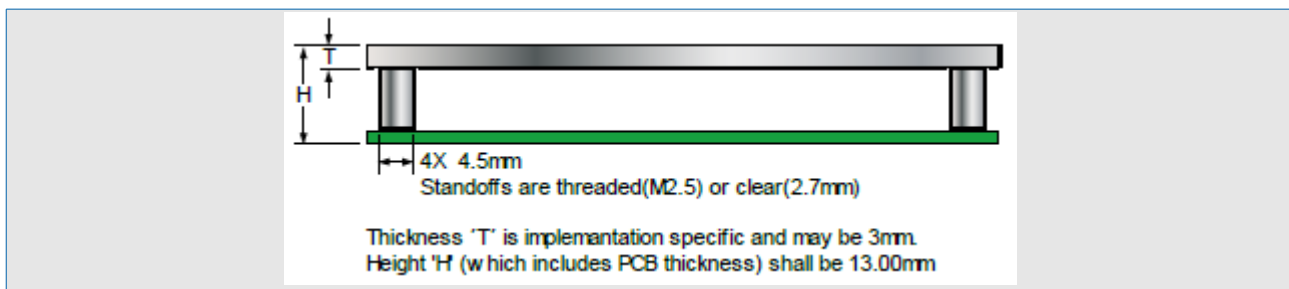 T
H
4X 4.5mm
Standoffs are threaded(M2.5) or clear(2.7mm)
Thickness 'T' is implemantation specific and may be 3mm.
Height 'H' (which includes PCB thickness) shall be 13.00mm